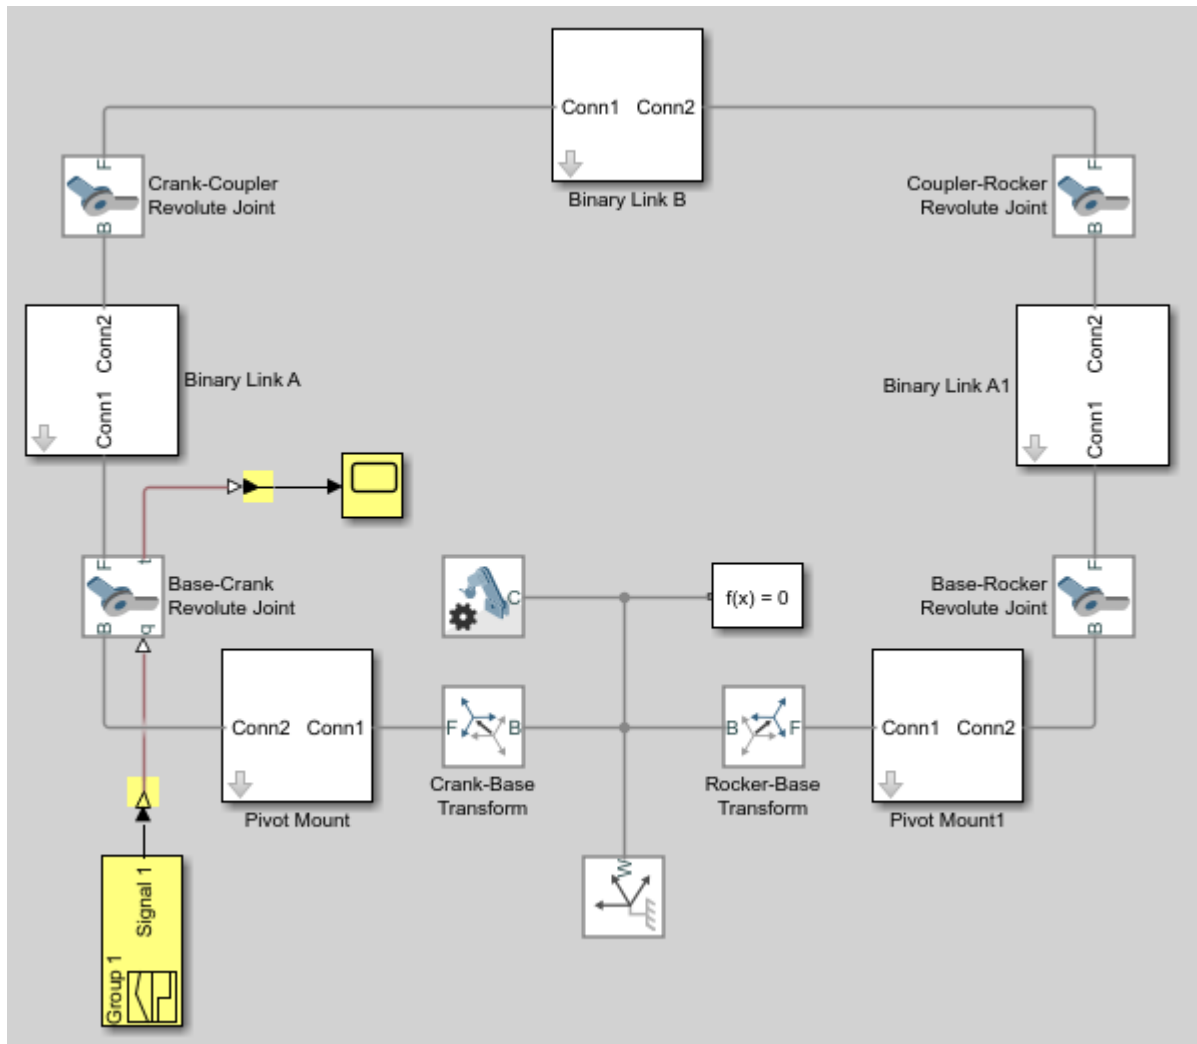 Conn1 Conn2
Binary Link B
F
Crank-Coupler
Revolute Joint
B
F
Coupler-Rocker
Revolute Joint
B
Conn2
Conn1
Binary Link A
Conn2
Conn1
Binary Link A1
F
t
Base-Crank
Revolute Joint
B
q
C
f(x) = 0
F
Base-Rocker
Revolute Joint
B
Conn2 Conn1
Pivot Mount
F B
Crank-Base
Transform
B F
Rocker-Base
Transform
Conn1 Conn2
Pivot Mount1
W
Signal 1
Group 1